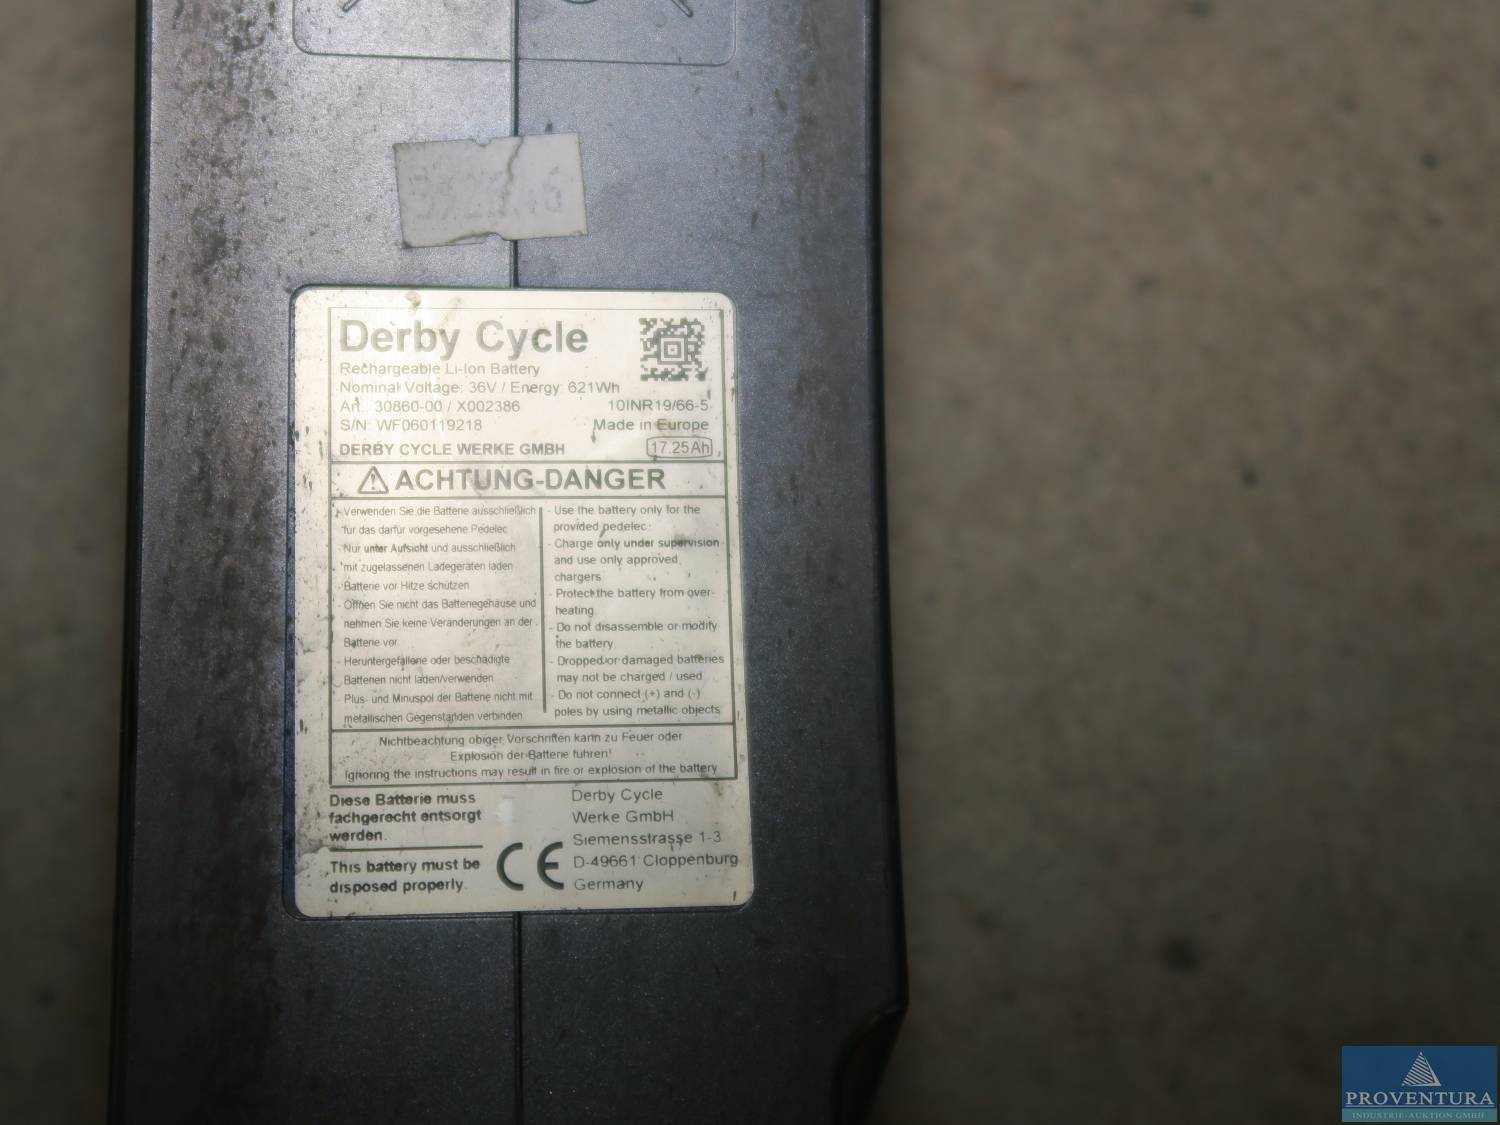 Derby Cycle
Rechargeable Li-Ion Battery
Nominal Voltage: 36V / Energy: 621Wh
Art. 30860-00 / X002386 10INR19/66-5
S/N: WF060119218 Made in Europe
DERBY CYCLE WERKE GMBH 17.25Ah
ACHTUNG-DANGER
- Verwenden Sie die Batterie ausschließlich
für das dafür vorgesehene Pedelec
- Nur unter Aufsicht und ausschließlich
mit zugelassenen Ladegeräten laden
- Batterie vor Hitze schützen
- Öffnen Sie nicht das Batteriegehäuse und
nehmen Sie keine Veränderungen an der
Batterie vor
- Heruntergefallene oder beschädigte
Batterien nicht laden/verwenden
- Plus- und Minuspol der Batterie nicht mit
metallischen Gegenständen verbinden
- Use the battery only for the
provided pedelec
- Charge only under supervision
and use only approved
chargers
- Protect the battery from over-
heating
- Do not disassemble or modify
the battery
- Dropped or damaged batteries
may not be charged / used
- Do not connect (+) and (-)
poles by using metallic objects
Nichtbeachtung obiger Vorschriften kann zu Feuer oder
Explosion der Batterie führen!
Ignoring the instructions may result in fire or explosion of the battery
Diese Batterie muss
fachgerecht entsorgt
werden.
This battery must be
disposed properly
CE
Derby Cycle
Werke GmbH
Siemensstrasse 1-3
D-49661 Cloppenburg
Germany
PROVENTURA
INDUSTRIE-AUKTION GMBH